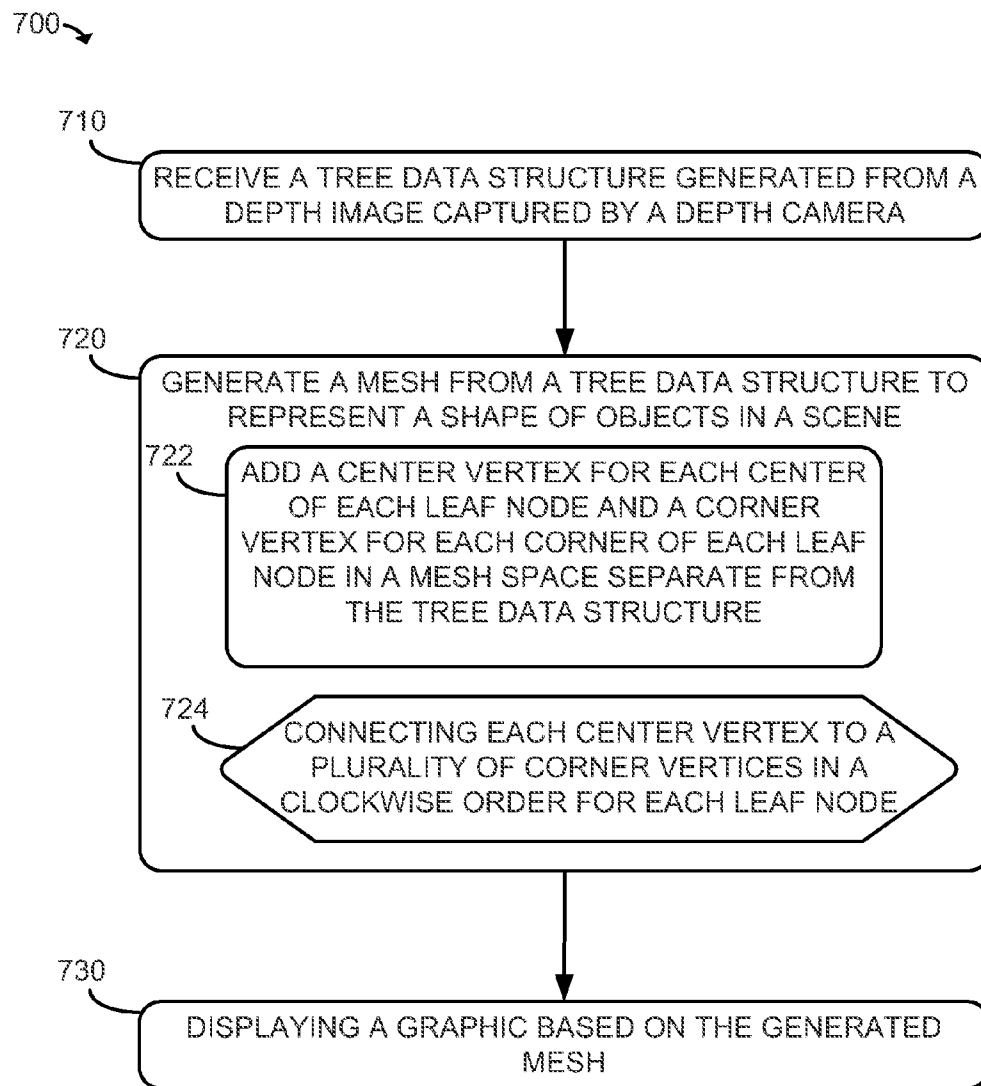 700
710
RECEIVE A TREE DATA STRUCTURE GENERATED FROM A
DEPTH IMAGE CAPTURED BY A DEPTH CAMERA
720
GENERATE A MESH FROM A TREE DATA STRUCTURE TO
REPRESENT A SHAPE OF OBJECTS IN A SCENE
722
ADD A CENTER VERTEX FOR EACH CENTER
OF EACH LEAF NODE AND A CORNER
VERTEX FOR EACH CORNER OF EACH LEAF
NODE IN A MESH SPACE SEPARATE FROM
THE TREE DATA STRUCTURE
724
CONNECTING EACH CENTER VERTEX TO A
PLURALITY OF CORNER VERTICES IN A
CLOCKWISE ORDER FOR EACH LEAF NODE
730
DISPLAYING A GRAPHIC BASED ON THE GENERATED
MESH